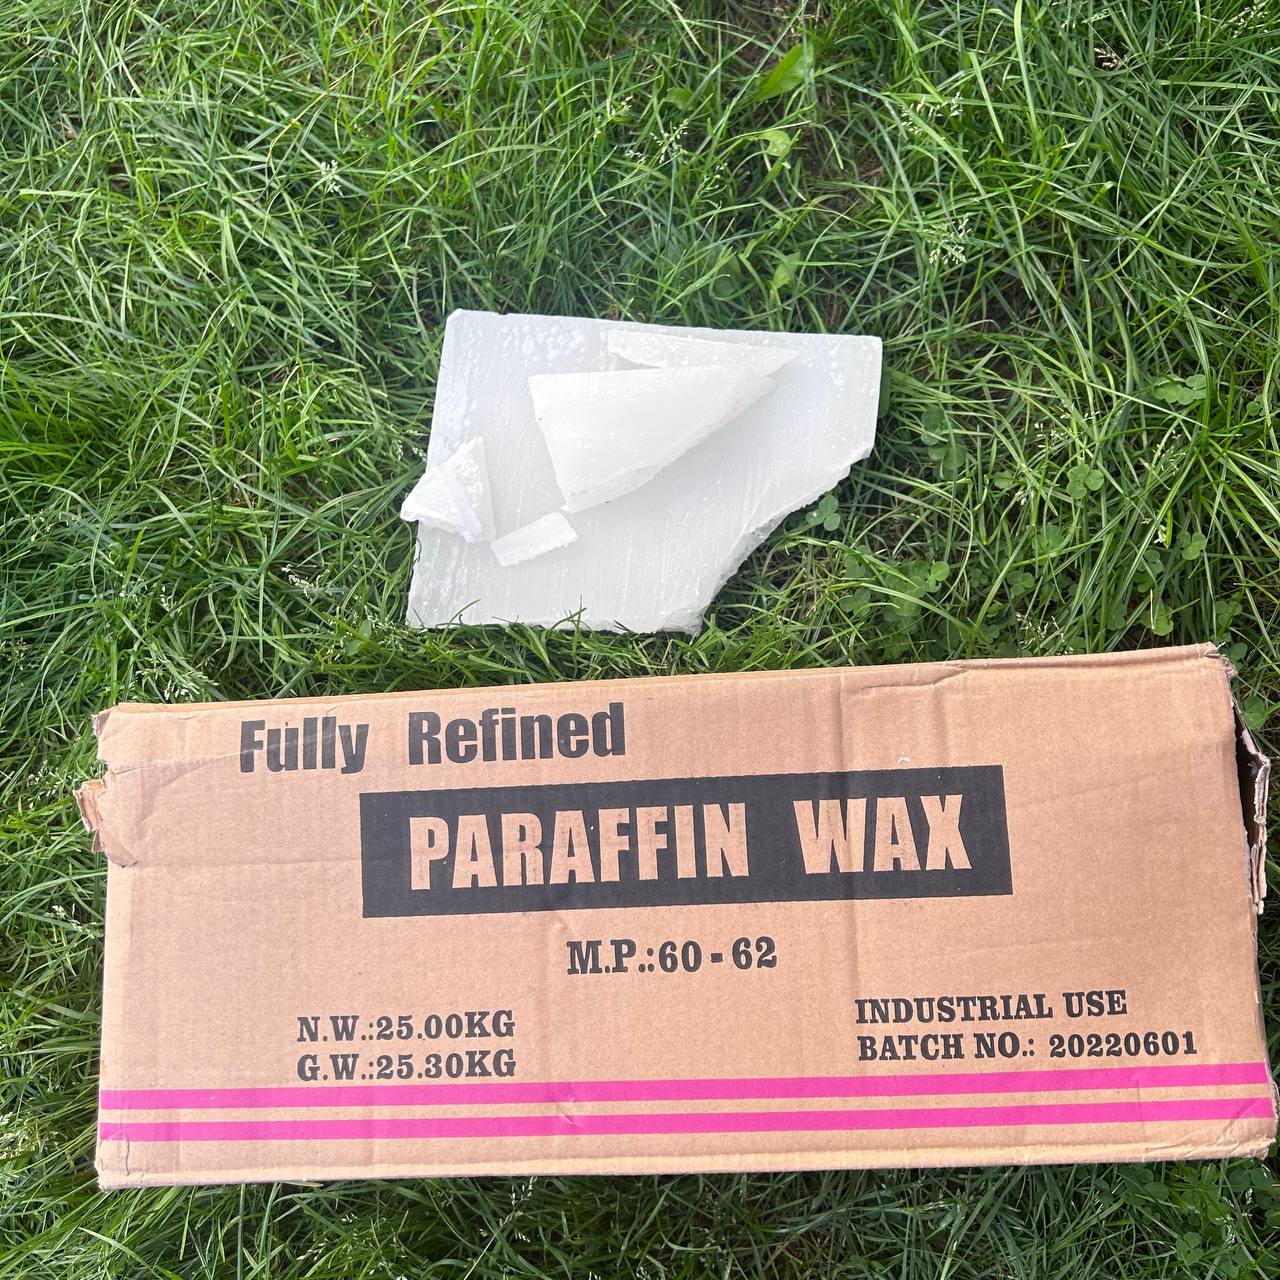 Fully Refined
PARAFFIN WAX
M.P.:60-62
N.W.:25.00KG
G.W.:25.30KG
INDUSTRIAL USE
BATCH NO.: 20220601